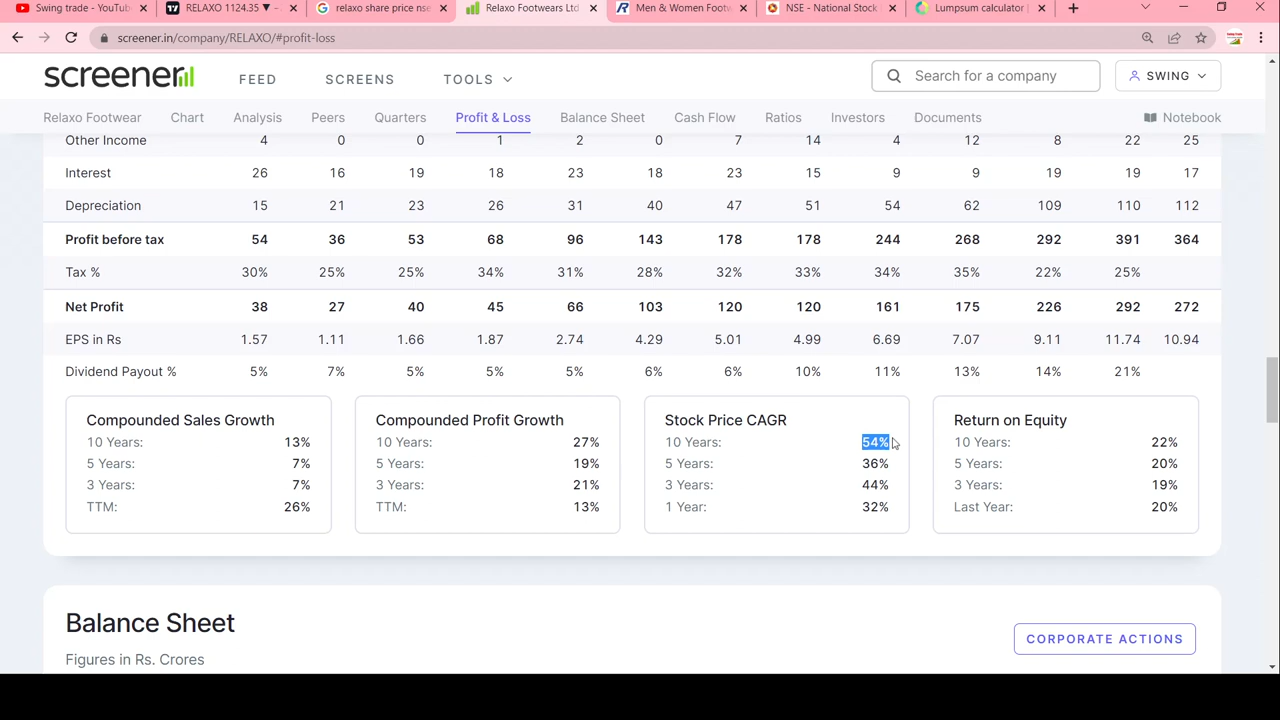 Swing trade - YouTub
RELAXO 1124.35 ▼ -
relaxo share price nse
Relaxo Footwears Ltd
Men & Women Footw
NSE - National Stock
Lumpsum calculator |
screener.in/company/RELAXO/#profit-loss
screener
FEED
SCREENS
TOOLS
Search for a company
SWING
Relaxo Footwear
Chart
Analysis
Peers
Quarters
Profit & Loss
Balance Sheet
Cash Flow
Ratios
Investors
Documents
Notebook
Other Income 4 0 0 1 2 0 7 14 4 12 8 22 25
Interest 26 16 19 18 23 18 23 15 9 9 19 19 17
Depreciation 15 21 23 26 31 40 47 51 54 62 109 110 112
Profit before tax 54 36 53 68 96 143 178 178 244 268 292 391 364
Tax % 30% 25% 25% 34% 31% 28% 32% 33% 34% 35% 22% 25%
Net Profit 38 27 40 45 66 103 120 120 161 175 226 292 272
EPS in Rs 1.57 1.11 1.66 1.87 2.74 4.29 5.01 4.99 6.69 7.07 9.11 11.74 10.94
Dividend Payout % 5% 7% 5% 5% 5% 6% 6% 10% 11% 13% 14% 21%
Compounded Sales Growth
10 Years: 13%
5 Years: 7%
3 Years: 7%
TTM: 26%
Compounded Profit Growth
10 Years: 27%
5 Years: 19%
3 Years: 21%
TTM: 13%
Stock Price CAGR
10 Years: 54%
5 Years: 36%
3 Years: 44%
1 Year: 32%
Return on Equity
10 Years: 22%
5 Years: 20%
3 Years: 19%
Last Year: 20%
Balance Sheet
CORPORATE ACTIONS
Figures in Rs. Crores